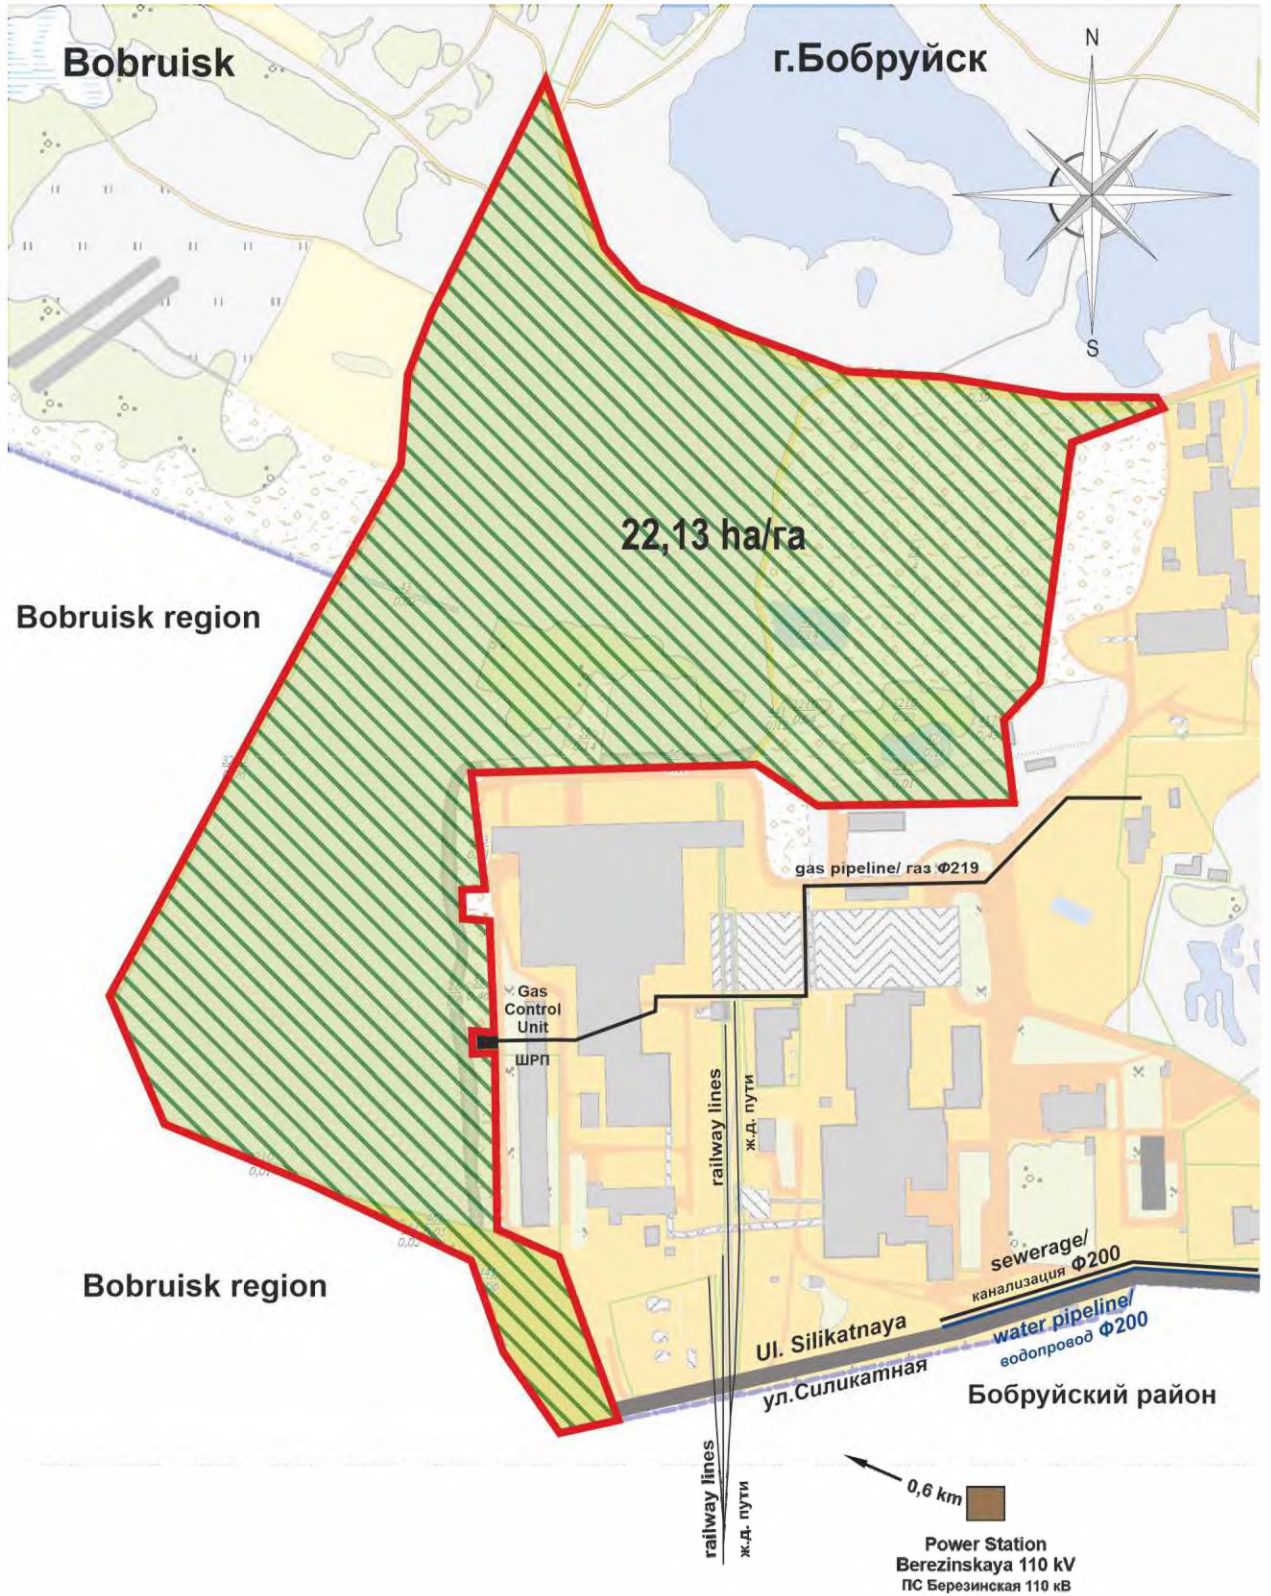 Bobruisk
г.Бобруйск
N
S
22,13 ha/га
Bobruisk region
gas pipeline/ газ Ф219
Gas
Control
Unit
ШРП
railway lines
ж.д. пути
Bobruisk region
sewerage/
канализация Ф200
water pipeline/
водопровод Ф200
Ul. Silikatnaya
ул.Силикатная
Бобруйский район
railway lines
ж.д. пути
0,6 km
Power Station
Berezinskaya 110 kV
ПС Березинская 110 кВ